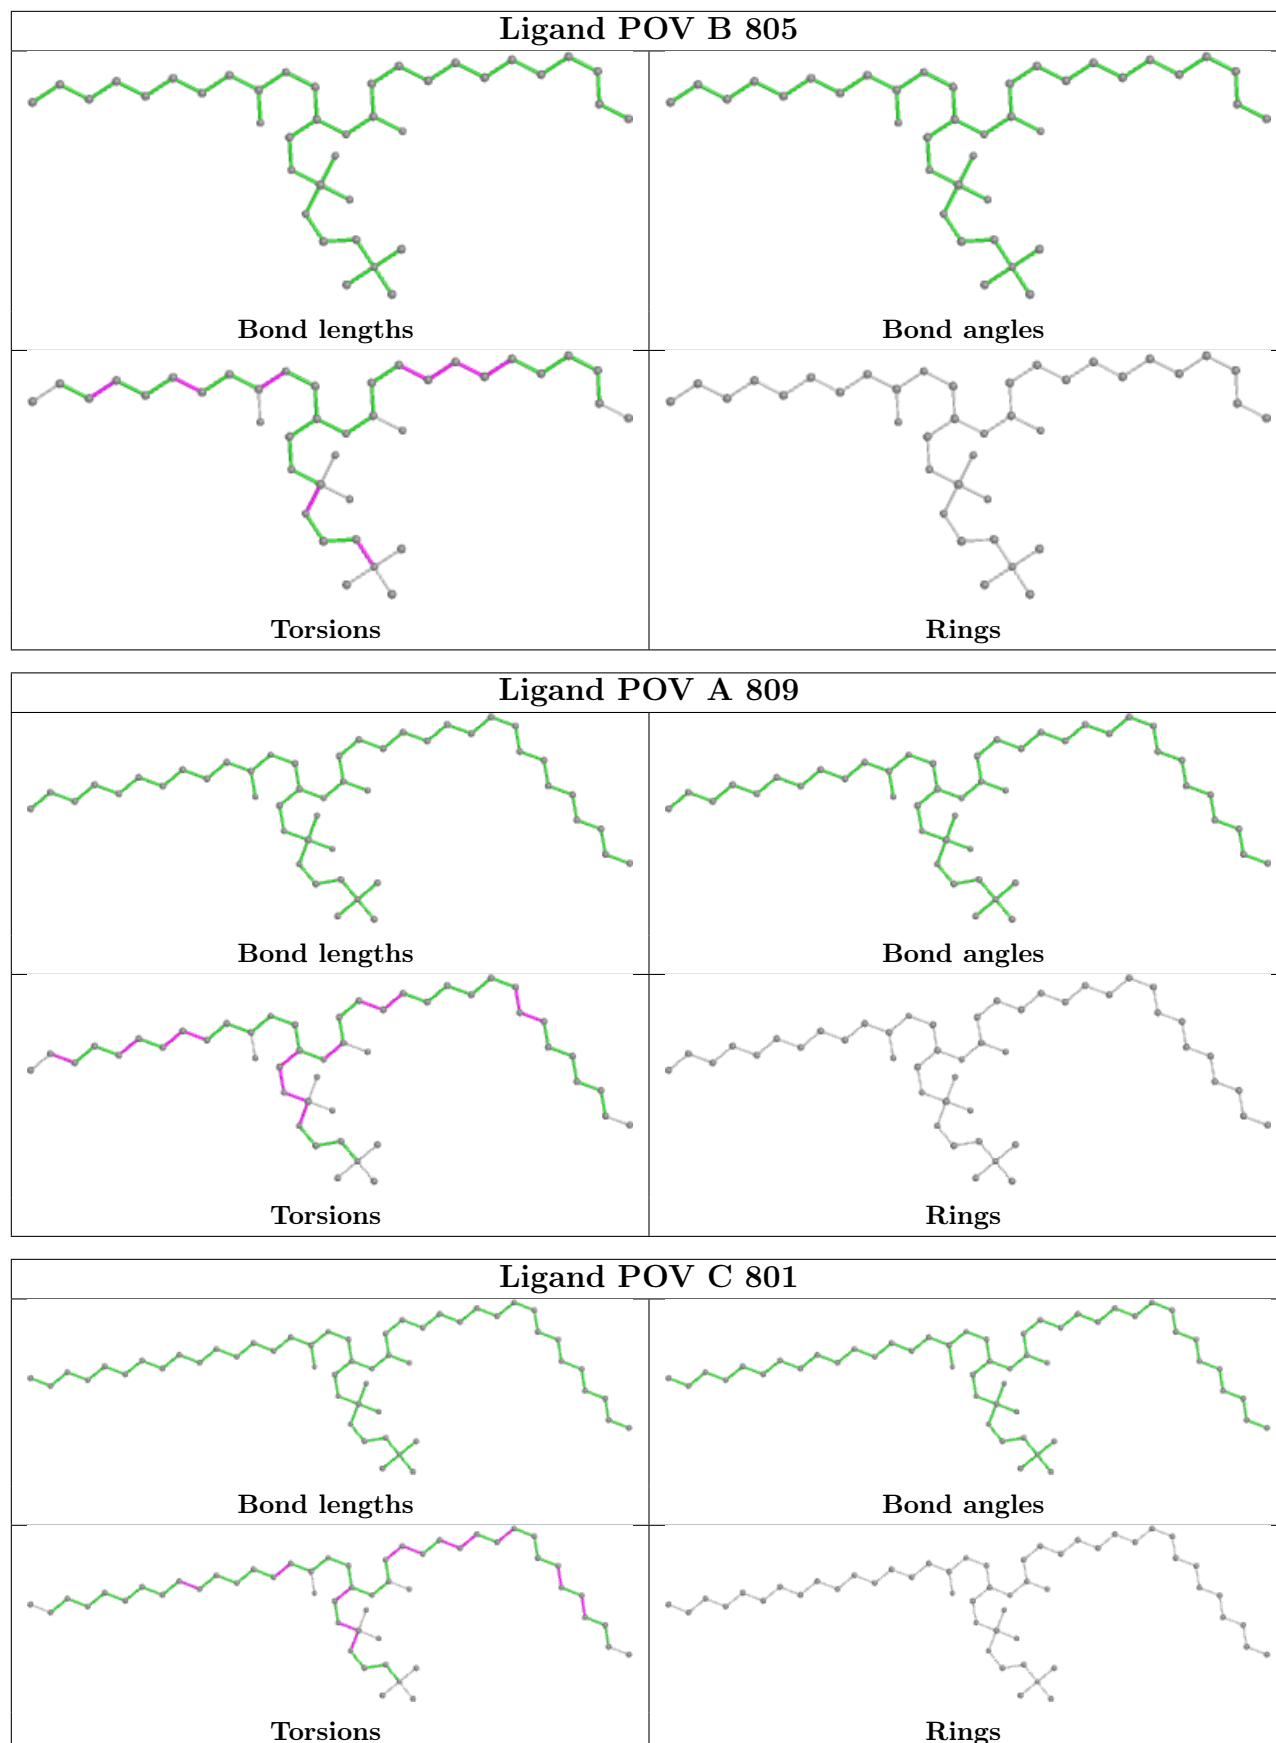 Ligand POV B 805
Bond lengths
Bond angles
Torsions
Rings
Ligand POV A 809
Bond lengths
Bond angles
Torsions
Rings
Ligand POV C 801
Bond lengths
Bond angles
Torsions
Rings